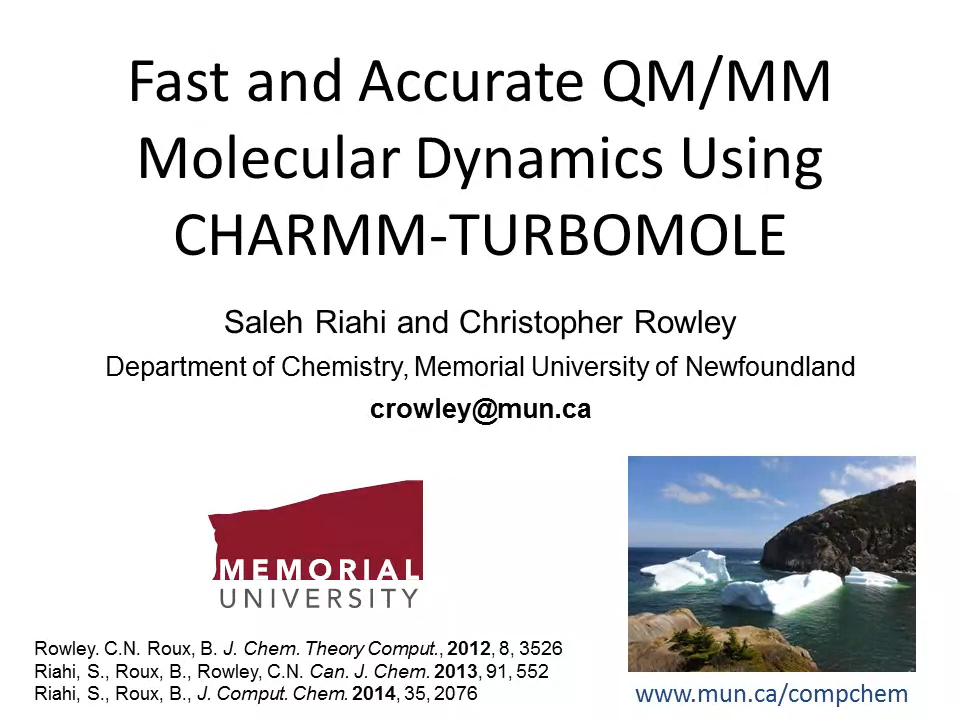 Fast and Accurate QM/MM
Molecular Dynamics Using
CHARMM-TURBOMOLE
Saleh Riahi and Christopher Rowley
Department of Chemistry, Memorial University of Newfoundland
crowley@mun.ca
MEMORIAL
UNIVERSITY
Rowley. C.N. Roux, B. J. Chem. Theory Comput., 2012, 8, 3526
Riahi, S., Roux, B., Rowley, C.N. Can. J. Chem. 2013, 91, 552
Riahi, S., Roux, B., J. Comput. Chem. 2014, 35, 2076
www.mun.ca/compchem